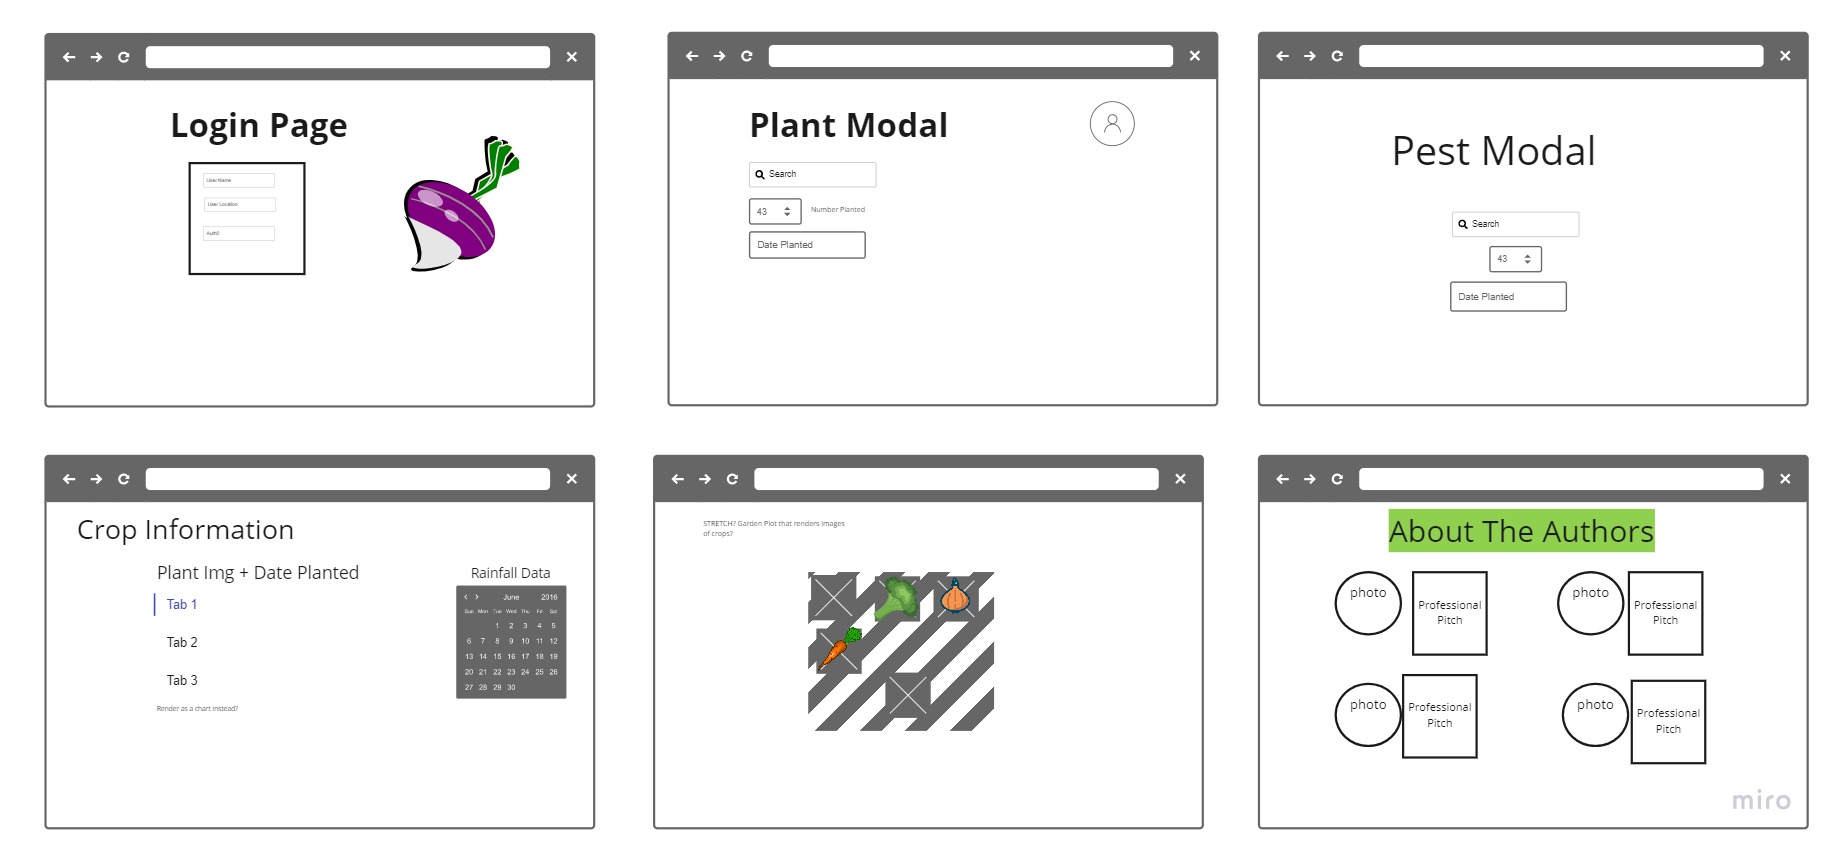 Login Page
User Name
User Location
Auth0
Plant Modal
Search
43
Number Planted
Date Planted
Pest Modal
Search
43
Date Planted
Crop Information
Plant Img + Date Planted
Tab 1
Tab 2
Tab 3
Render as a chart instead?
Rainfall Data
June 2016
Sun Mon Tue Wed Thu Fri Sat
1 2 3 4 5
6 7 8 9 10 11 12
13 14 15 16 17 18 19
20 21 22 23 24 25 26
27 28 29 30
STRETCH? Garden Plot that renders images
of crops?
About The Authors
photo
Professional
Pitch
photo
Professional
Pitch
photo
Professional
Pitch
photo
Professional
Pitch
miro